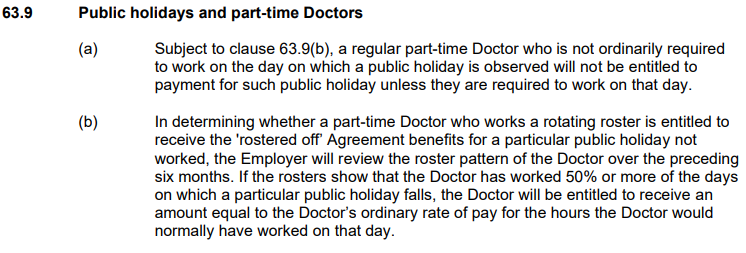 63.9 Public holidays and part-time Doctors
(a) Subject to clause 63.9(b), a regular part-time Doctor who is not ordinarily required
to work on the day on which a public holiday is observed will not be entitled to
payment for such public holiday unless they are required to work on that day.
(b) In determining whether a part-time Doctor who works a rotating roster is entitled to
receive the 'rostered off' Agreement benefits for a particular public holiday not
worked, the Employer will review the roster pattern of the Doctor over the preceding
six months. If the rosters show that the Doctor has worked 50% or more of the days
on which a particular public holiday falls, the Doctor will be entitled to receive an
amount equal to the Doctor's ordinary rate of pay for the hours the Doctor would
normally have worked on that day.